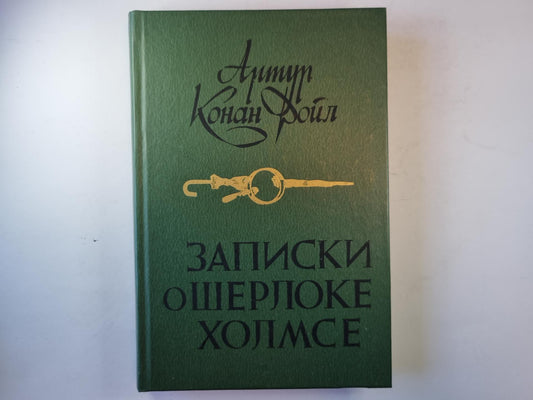 Артур
Конан Дойл
ЗАПИСКИ
О ШЕРЛОКЕ
ХОЛМСЕ